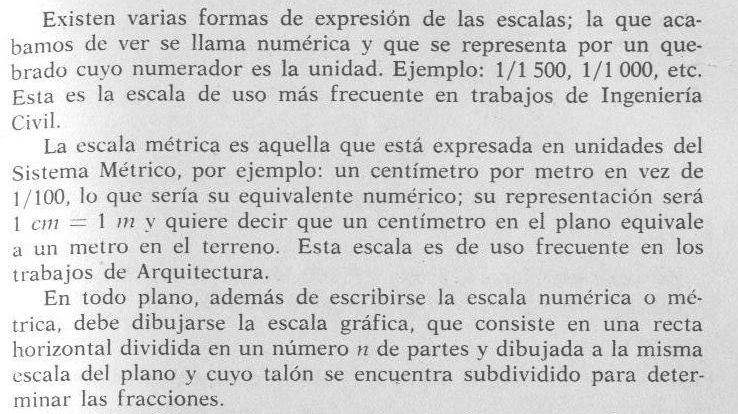 Existen varias formas de expresión de las escalas; la que aca-
bamos de ver se llama numérica y que se representa por un que-
brado cuyo numerador es la unidad. Ejemplo: 1/1 500, 1/1 000, etc.
Esta es la escala de uso más frecuente en trabajos de Ingeniería
Civil.
La escala métrica es aquella que está expresada en unidades del
Sistema Métrico, por ejemplo: un centímetro por metro en vez de
1/100, lo que sería su equivalente numérico; su representación será
1 cm = 1 m y quiere decir que un centímetro en el plano equivale
a un metro en el terreno. Esta escala es de uso frecuente en los
trabajos de Arquitectura.
En todo plano, además de escribirse la escala numérica o mé-
trica, debe dibujarse la escala gráfica, que consiste en una recta
horizontal dividida en un número n de partes y dibujada a la misma
escala del plano y cuyo talón se encuentra subdividido para deter-
minar las fracciones.